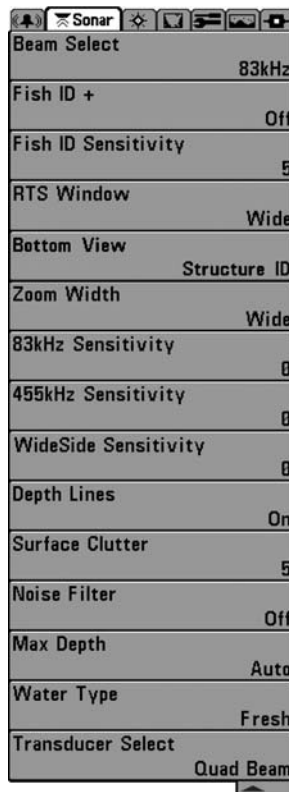 Sonar
Beam Select
83kHz
Fish ID +
Off
Fish ID Sensitivity
5
RTS Window
Wide
Bottom View
Structure ID
Zoom Width
Wide
83kHz Sensitivity
0
455kHz Sensitivity
0
WideSide Sensitivity
0
Depth Lines
On
Surface Clutter
5
Noise Filter
Off
Max Depth
Auto
Water Type
Fresh
Transducer Select
Quad Beam